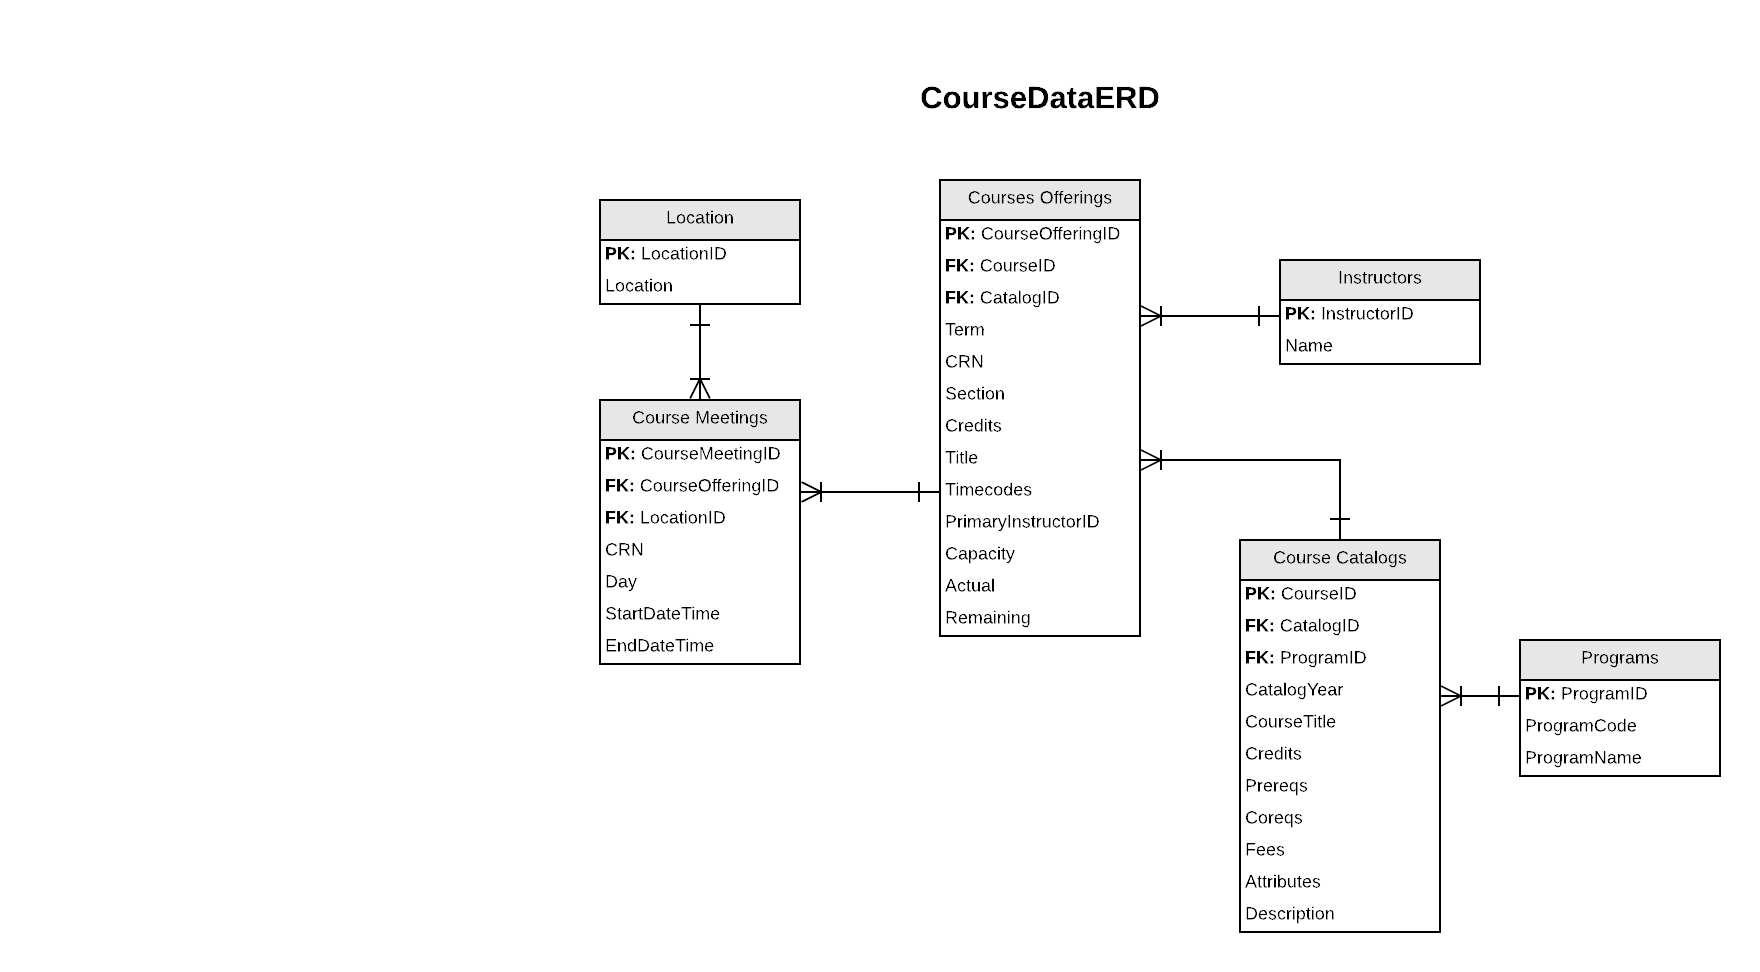 CourseDataERD
Location
PK: LocationID
Location
Course Meetings
PK: CourseMeetingID
FK: CourseOfferingID
FK: LocationID
CRN
Day
StartDateTime
EndDateTime
Courses Offerings
PK: CourseOfferingID
FK: CourseID
FK: CatalogID
Term
CRN
Section
Credits
Title
Timecodes
PrimaryInstructorID
Capacity
Actual
Remaining
Instructors
PK: InstructorID
Name
Course Catalogs
PK: CourseID
FK: CatalogID
FK: ProgramID
CatalogYear
CourseTitle
Credits
Prereqs
Coreqs
Fees
Attributes
Description
Programs
PK: ProgramID
ProgramCode
ProgramName